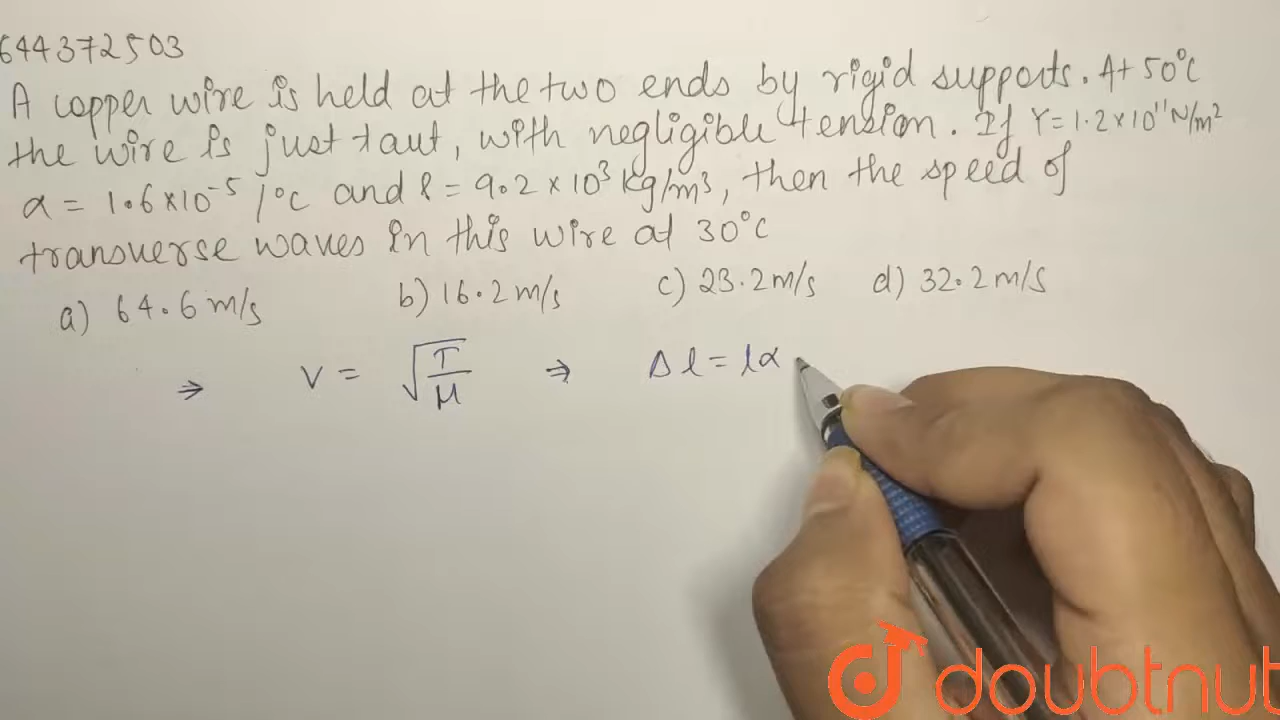 644372503
A copper wire is held at the two ends by rigid supports. At 50°C
the wire is just taut, with negligible tension. If Y = 1.2×10¹¹ N/m²
α = 1.6×10⁻⁵ /°C and ρ = 9.2 × 10³ kg/m³, then the speed of
transverse waves in this wire at 30°C
a) 64.6 m/s b) 16.2 m/s c) 23.2 m/s d) 32.2 m/s
⇒ V = √(T/μ) ⇒ Δl = lα
doubtnut